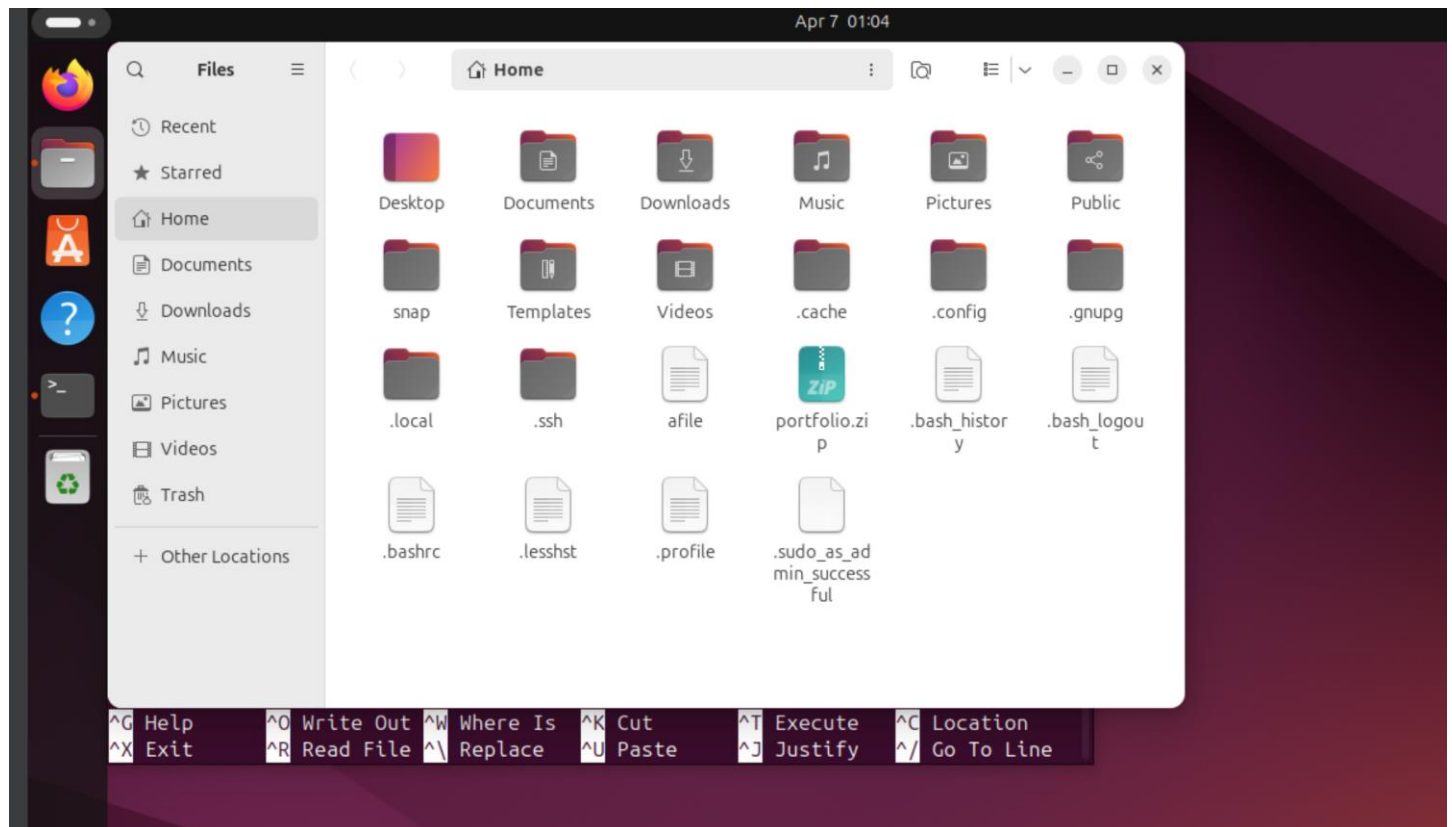 Apr 7 01:04
Files
Home
Recent
Starred
Home
Documents
Downloads
Music
Pictures
Videos
Trash
+ Other Locations
Desktop Documents Downloads Music Pictures Public
snap Templates Videos .cache .config .gnupg
ZiP
.local .ssh afile portfolio.zi .bash_histor .bash_logou
p y t
.bashrc .lesshst .profile .sudo_as_ad
min_success
ful
^G Help ^O Write Out ^W Where Is ^K Cut ^T Execute ^C Location
^X Exit ^R Read File ^\ Replace ^U Paste ^J Justify ^/ Go To Line